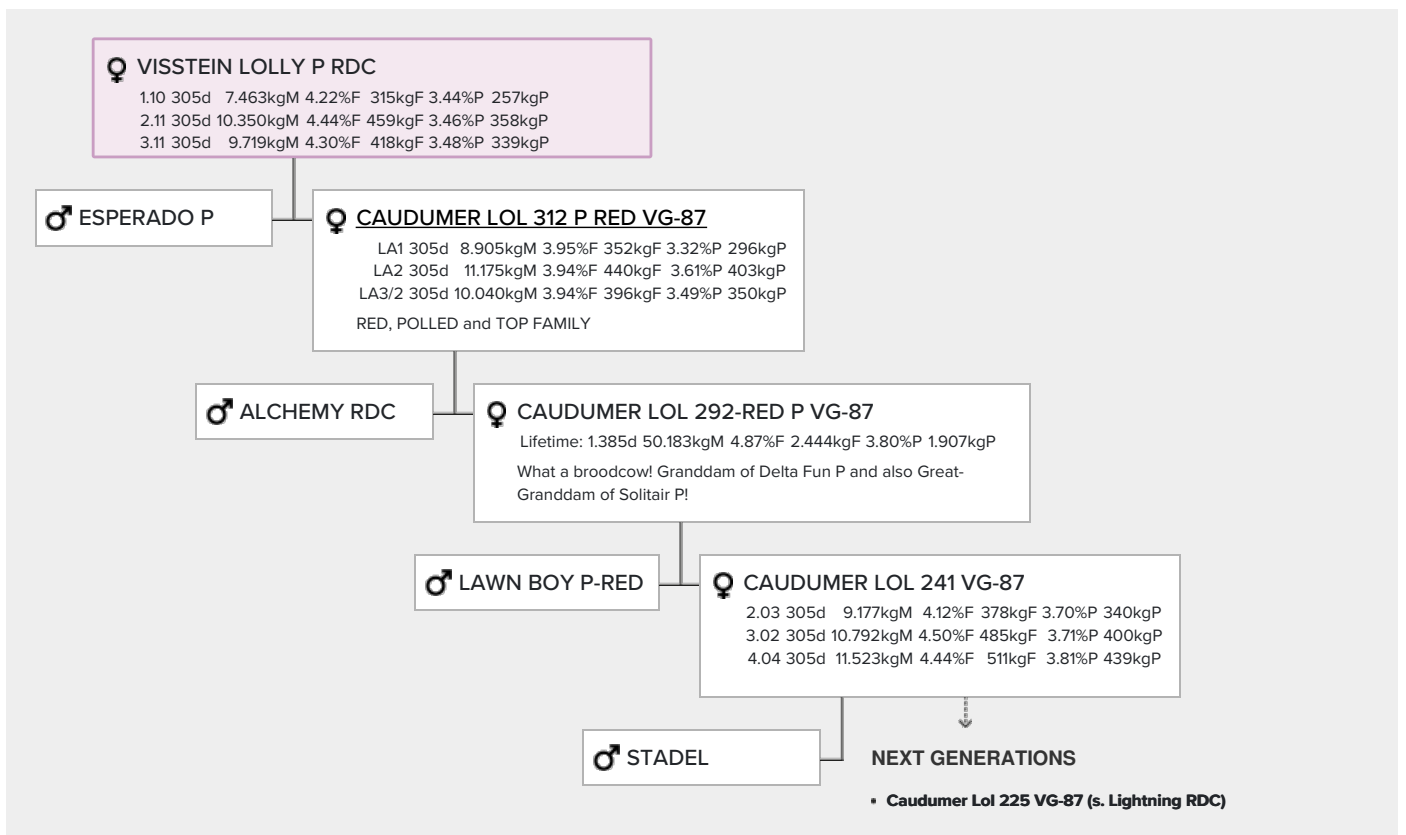 VISSTEIN LOLLY P RDC
1.10 305d 7.463kgM 4.22%F 315kgF 3.44%P 257kgP
2.11 305d 10.350kgM 4.44%F 459kgF 3.46%P 358kgP
3.11 305d 9.719kgM 4.30%F 418kgF 3.48%P 339kgP
ESPERADO P
CAUDUMER LOL 312 P RED VG-87
LA1 305d 8.905kgM 3.95%F 352kgF 3.32%P 296kgP
LA2 305d 11.175kgM 3.94%F 440kgF 3.61%P 403kgP
LA3/2 305d 10.040kgM 3.94%F 396kgF 3.49%P 350kgP
RED, POLLED and TOP FAMILY
ALCHEMY RDC
CAUDUMER LOL 292-RED P VG-87
Lifetime: 1.385d 50.183kgM 4.87%F 2.444kgF 3.80%P 1.907kgP
What a broodcow! Granddam of Delta Fun P and also Great-
Granddam of Solitair P!
LAWN BOY P-RED
CAUDUMER LOL 241 VG-87
2.03 305d 9.177kgM 4.12%F 378kgF 3.70%P 340kgP
3.02 305d 10.792kgM 4.50%F 485kgF 3.71%P 400kgP
4.04 305d 11.523kgM 4.44%F 511kgF 3.81%P 439kgP
STADEL
NEXT GENERATIONS
• Caudumer Lol 225 VG-87 (s. Lightning RDC)